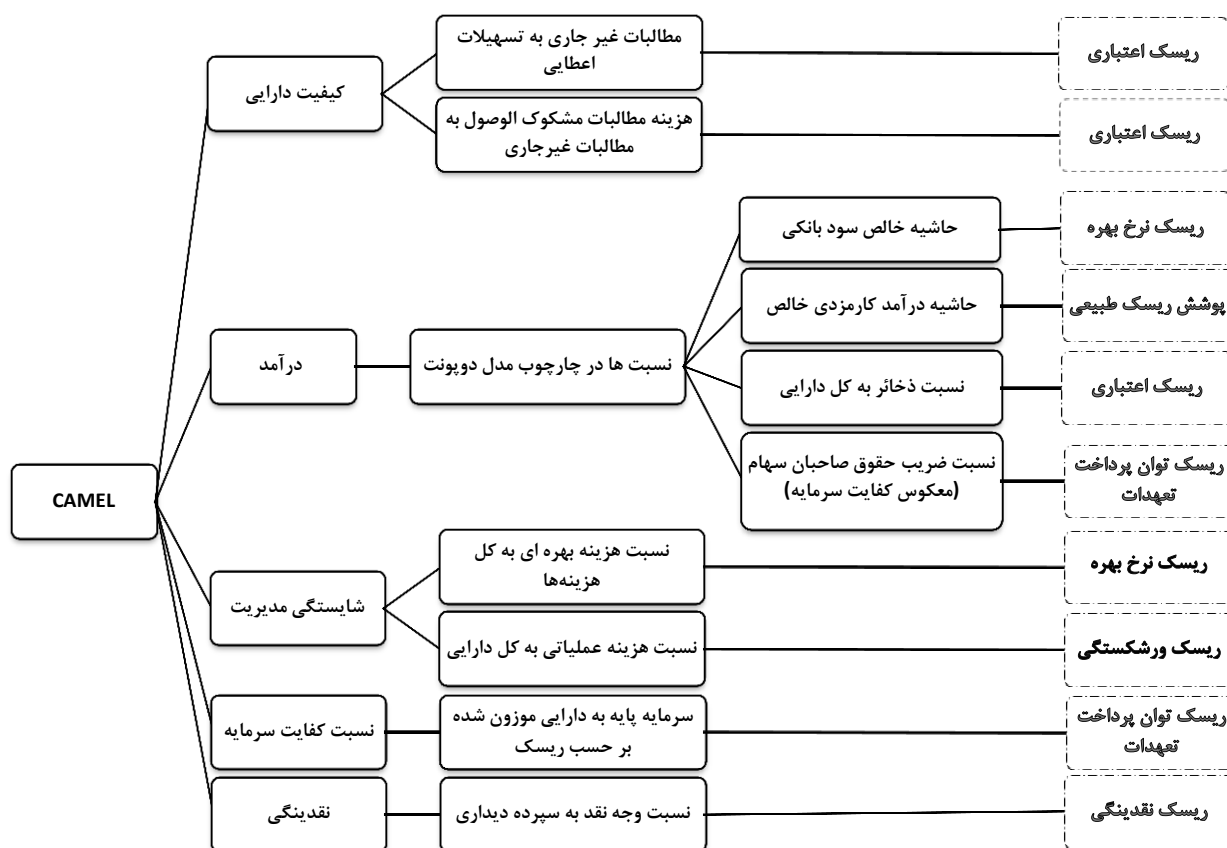 CAMEL
کیفیت دارایی
مطالبات غیر جاری به تسهیلات
اعطایی
ریسک اعتباری
هزینه مطالبات مشکوک الوصول به
مطالبات غیرجاری
ریسک اعتباری
درآمد
نسبت ها در چارچوب مدل دوپونت
حاشیه خالص سود بانکی
ریسک نرخ بهره
حاشیه درآمد کارمزدی خالص
پوشش ریسک طبیعی
نسبت ذخائر به کل دارایی
ریسک اعتباری
نسبت ضریب حقوق صاحبان سهام
(معکوس کفایت سرمایه)
ریسک توان پرداخت
تعهدات
شایستگی مدیریت
نسبت هزینه بهره ای به کل
هزینه‌ها
ریسک نرخ بهره
نسبت هزینه عملیاتی به کل دارایی
ریسک ورشکستگی
نسبت کفایت سرمایه
سرمایه پایه به دارایی موزون شده
بر حسب ریسک
ریسک توان پرداخت
تعهدات
نقدینگی
نسبت وجه نقد به سپرده دیداری
ریسک نقدینگی